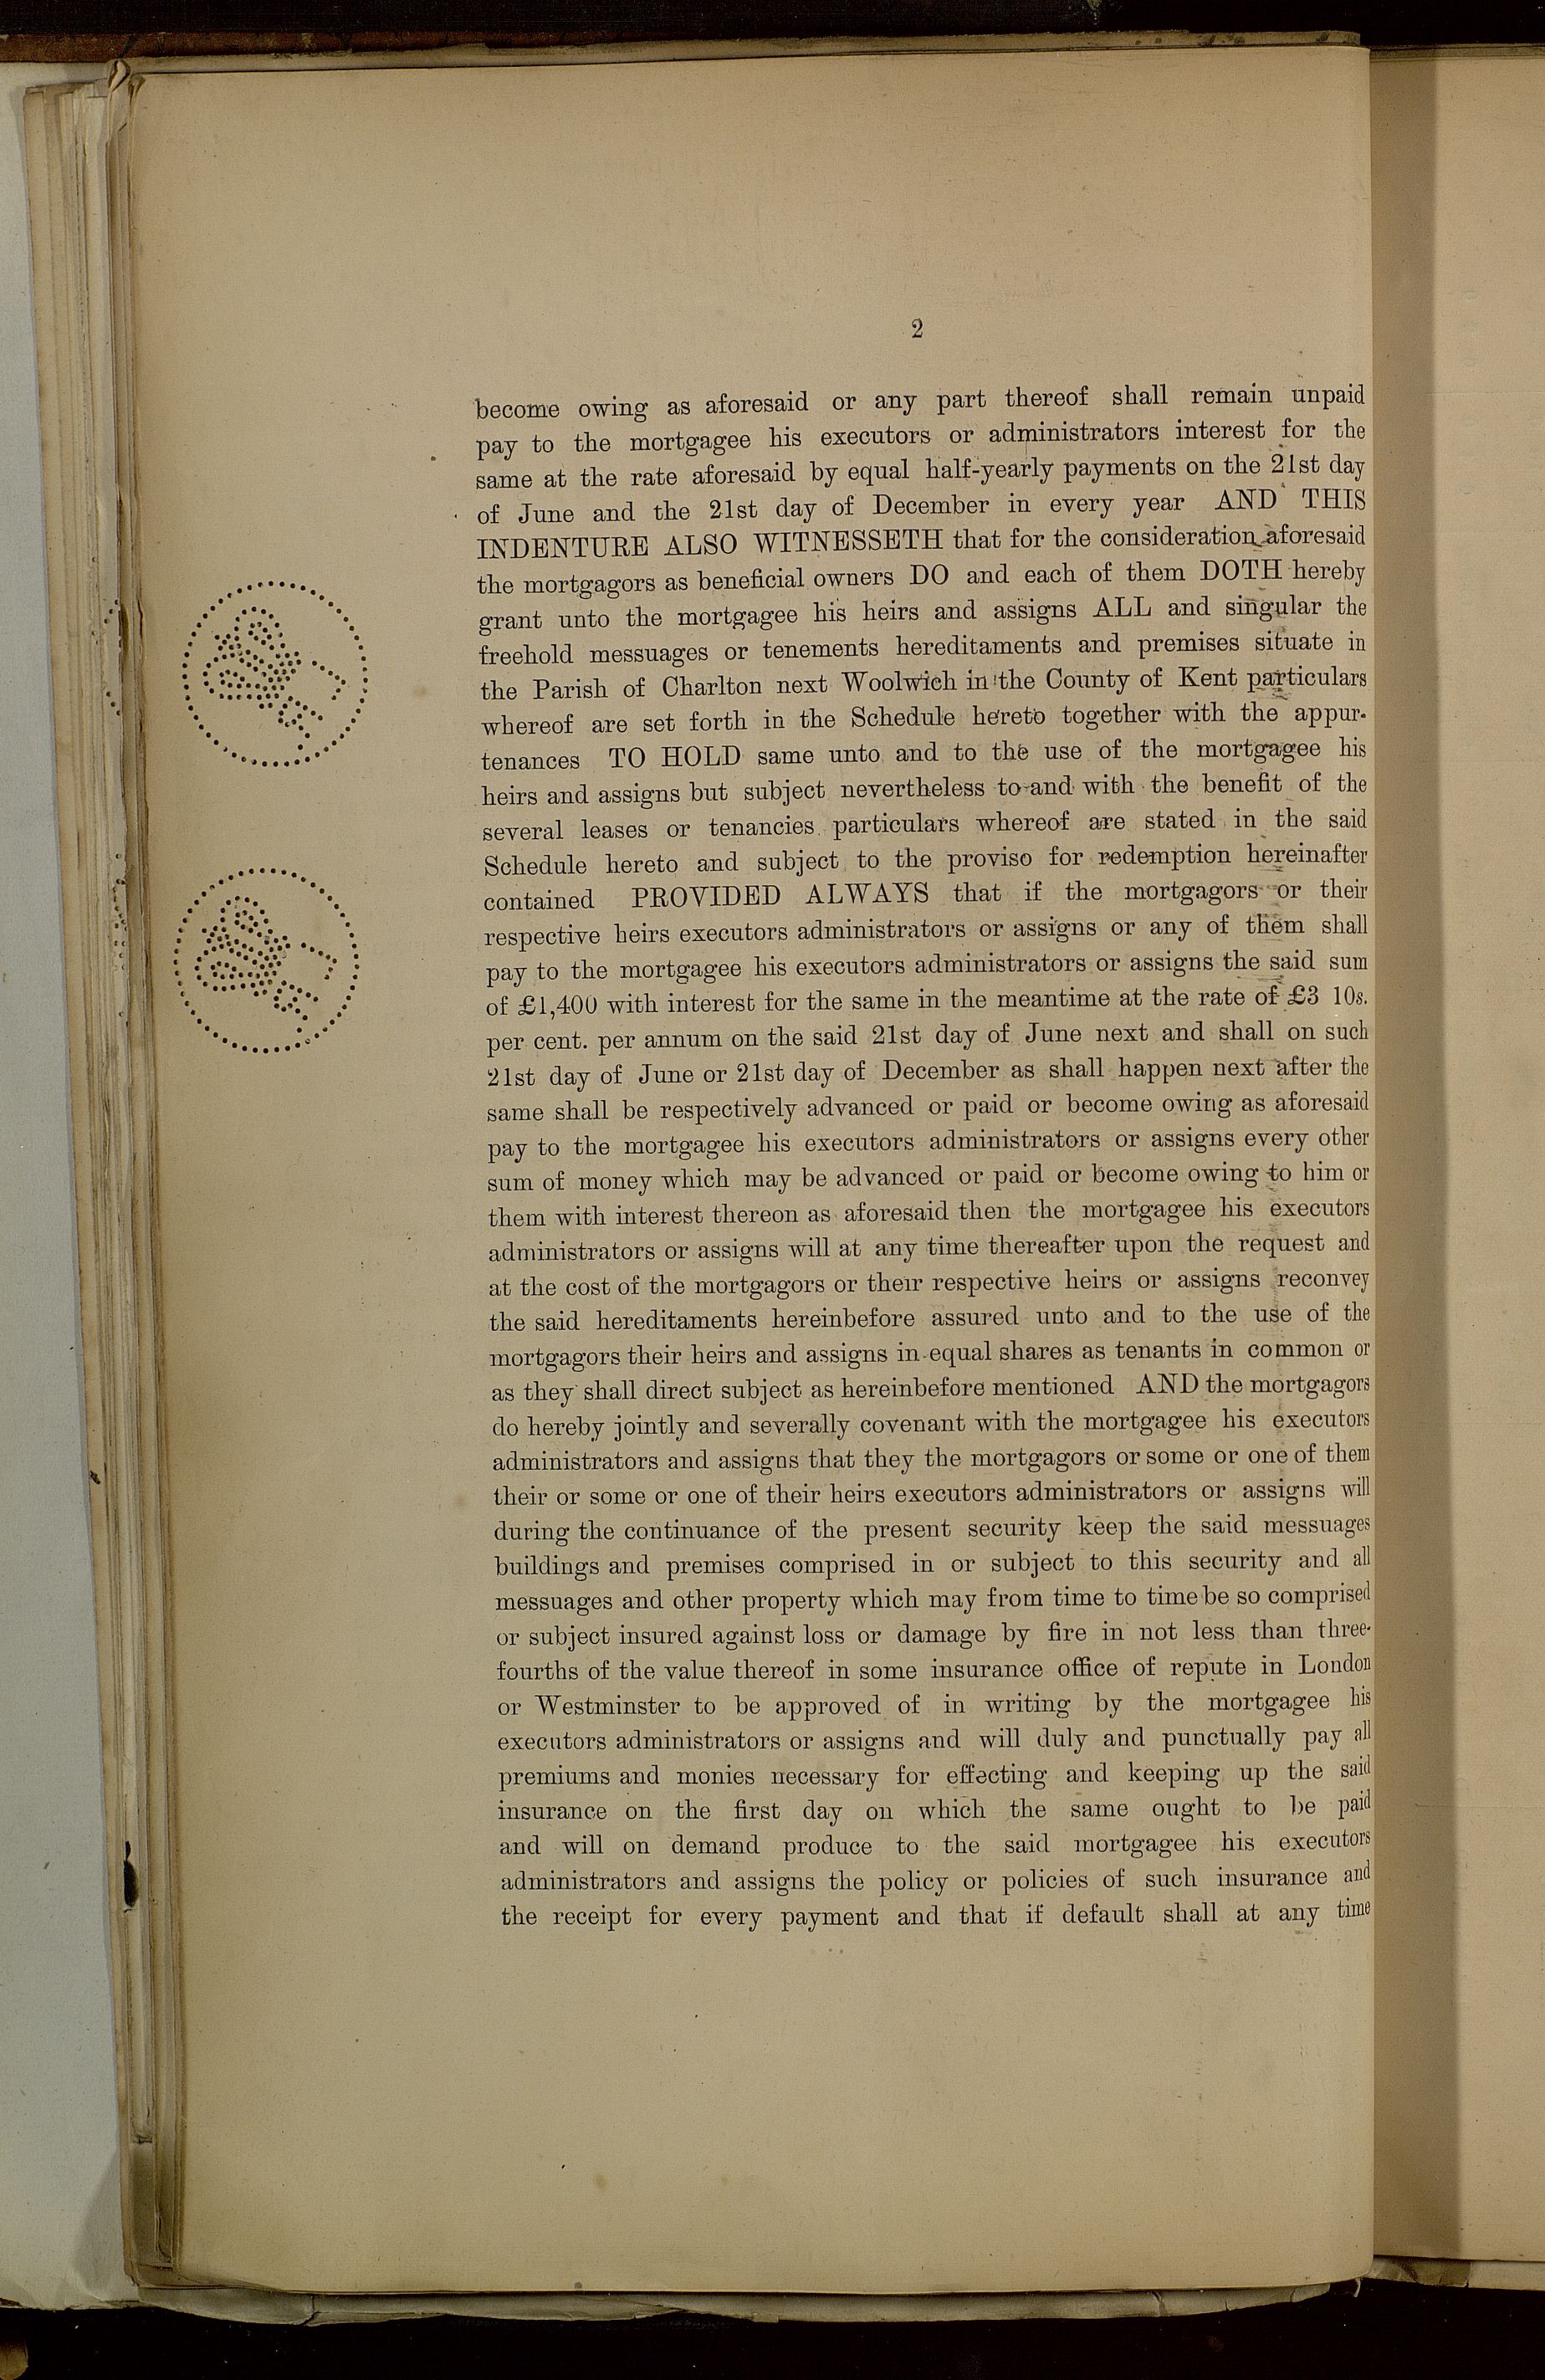 2
become owing as aforesaid or any part thereof shall remain unpaid
pay to the mortgagee his executors or administrators interest for the
same at the rate aforesaid by equal half-yearly payments on the 21st day
of June and the 21st day of December in every year AND THIS
INDENTURE ALSO WITNESSETH that for the consideration aforesaid
the mortgagors as beneficial owners DO and each of them DOTH hereby
grant unto the mortgagee his heirs and assigns ALL and singular the
freehold messuages or tenements hereditaments and premises situate in
the Parish of Charlton next Woolwich in the County of Kent particulars
whereof are set forth in the Schedule hereto together with the appur-
tenances TO HOLD same unto and to the use of the mortgagee his
heirs and assigns but subject nevertheless to and with the benefit of the
several leases or tenancies particulars whereof are stated in the said
Schedule hereto and subject to the proviso for redemption hereinafter
contained PROVIDED ALWAYS that if the mortgagors or their
respective heirs executors administrators or assigns or any of them shall
pay to the mortgagee his executors administrators or assigns the said sum
of £1,400 with interest for the same in the meantime at the rate of £3 10s.
per cent. per annum on the said 21st day of June next and shall on such
21st day of June or 21st day of December as shall happen next after the
same shall be respectively advanced or paid or become owing as aforesaid
pay to the mortgagee his executors administrators or assigns every other
sum of money which may be advanced or paid or become owing to him or
them with interest thereon as aforesaid then the mortgagee his executors
administrators or assigns will at any time thereafter upon the request and
at the cost of the mortgagors or their respective heirs or assigns reconvey
the said hereditaments hereinbefore assured unto and to the use of the
mortgagors their heirs and assigns in equal shares as tenants in common or
as they shall direct subject as hereinbefore mentioned AND the mortgagors
do hereby jointly and severally covenant with the mortgagee his executors
administrators and assigns that they the mortgagors or some or one of them
their or some or one of their heirs executors administrators or assigns will
during the continuance of the present security keep the said messuages
buildings and premises comprised in or subject to this security and all
messuages and other property which may from time to time be so comprised
or subject insured against loss or damage by fire in not less than three-
fourths of the value thereof in some insurance office of repute in London
or Westminster to be approved of in writing by the mortgagee his
executors administrators or assigns and will duly and punctually pay all
premiums and monies necessary for effecting and keeping up the said
insurance on the first day on which the same ought to be paid
and will on demand produce to the said mortgagee his executors
administrators and assigns the policy or policies of such insurance and
the receipt for every payment and that if default shall at any time